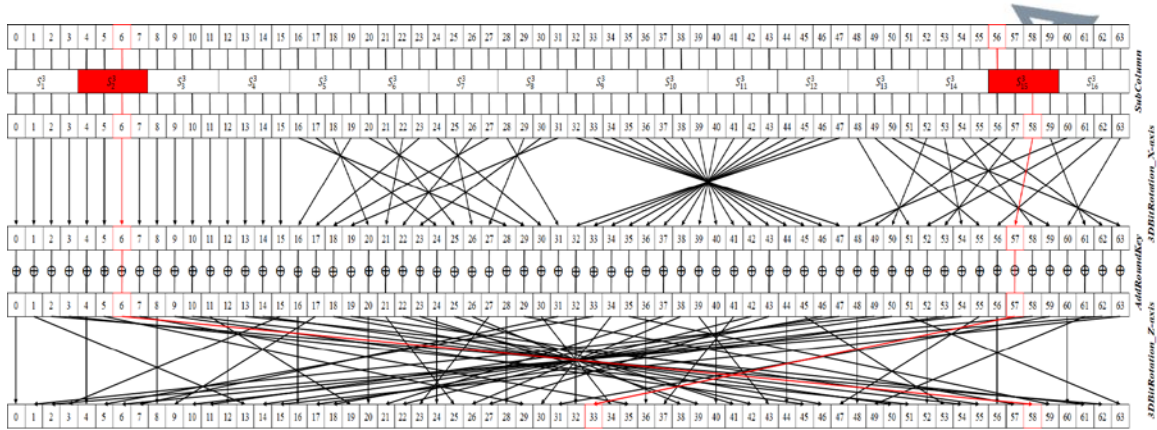 0 1 2 3 4 5 6 7 8 9 10 11 12 13 14 15 16 17 18 19 20 21 22 23 24 25 26 27 28 29 30 31 32 33 34 35 36 37 38 39 40 41 42 43 44 45 46 47 48 49 50 51 52 53 54 55 56 57 58 59 60 61 62 63
S₁³ S₂³ S₃³ S₄³ S₅³ S₆³ S₇³ S₈³ S₉³ S₁₀³ S₁₁³ S₁₂³ S₁₃³ S₁₄³ S₁₅³ S₁₆³
SubColumn
0 1 2 3 4 5 6 7 8 9 10 11 12 13 14 15 16 17 18 19 20 21 22 23 24 25 26 27 28 29 30 31 32 33 34 35 36 37 38 39 40 41 42 43 44 45 46 47 48 49 50 51 52 53 54 55 56 57 58 59 60 61 62 63
3DBitRotation_X-axis
0 1 2 3 4 5 6 7 8 9 10 11 12 13 14 15 16 17 18 19 20 21 22 23 24 25 26 27 28 29 30 31 32 33 34 35 36 37 38 39 40 41 42 43 44 45 46 47 48 49 50 51 52 53 54 55 56 57 58 59 60 61 62 63
AddRoundKey
0 1 2 3 4 5 6 7 8 9 10 11 12 13 14 15 16 17 18 19 20 21 22 23 24 25 26 27 28 29 30 31 32 33 34 35 36 37 38 39 40 41 42 43 44 45 46 47 48 49 50 51 52 53 54 55 56 57 58 59 60 61 62 63
3DBitRotation_Z-axis
0 1 2 3 4 5 6 7 8 9 10 11 12 13 14 15 16 17 18 19 20 21 22 23 24 25 26 27 28 29 30 31 32 33 34 35 36 37 38 39 40 41 42 43 44 45 46 47 48 49 50 51 52 53 54 55 56 57 58 59 60 61 62 63